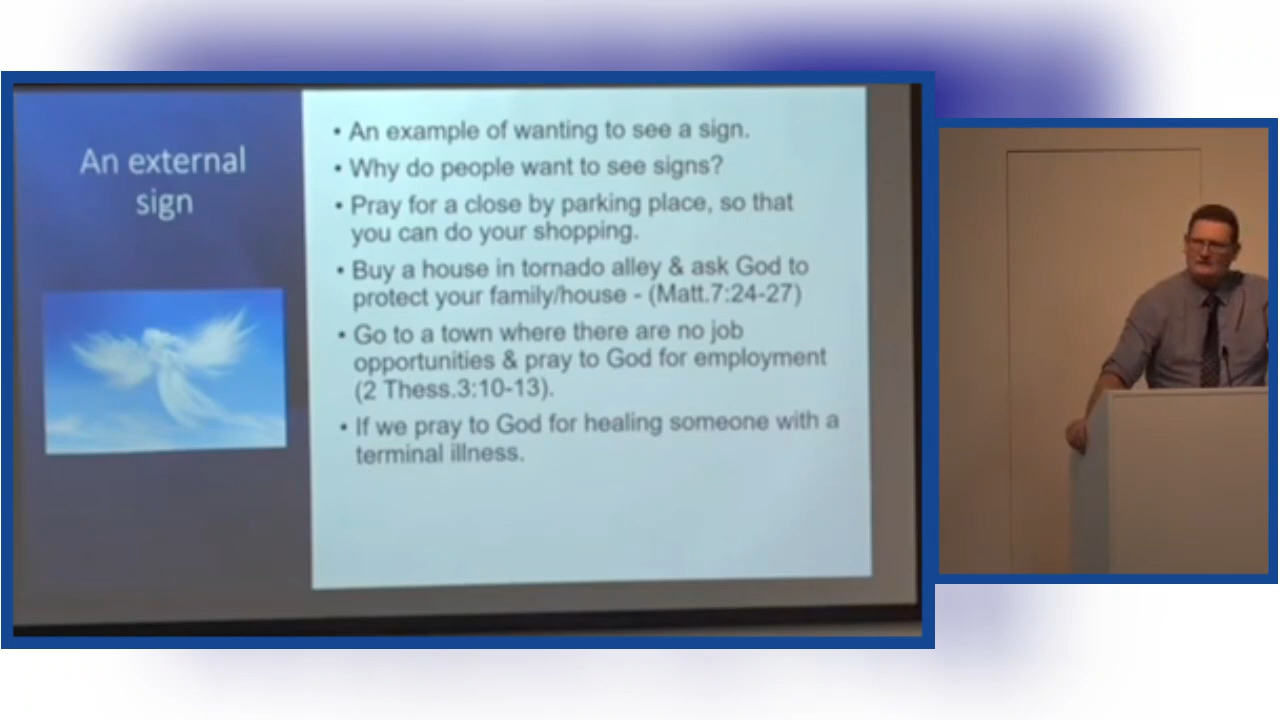 An external
sign
• An example of wanting to see a sign.
• Why do people want to see signs?
• Pray for a close by parking place, so that
you can do your shopping.
• Buy a house in tornado alley & ask God to
protect your family/house - (Matt.7:24-27)
• Go to a town where there are no job
opportunities & pray to God for employment
(2 Thess.3:10-13).
• If we pray to God for healing someone with a
terminal illness.